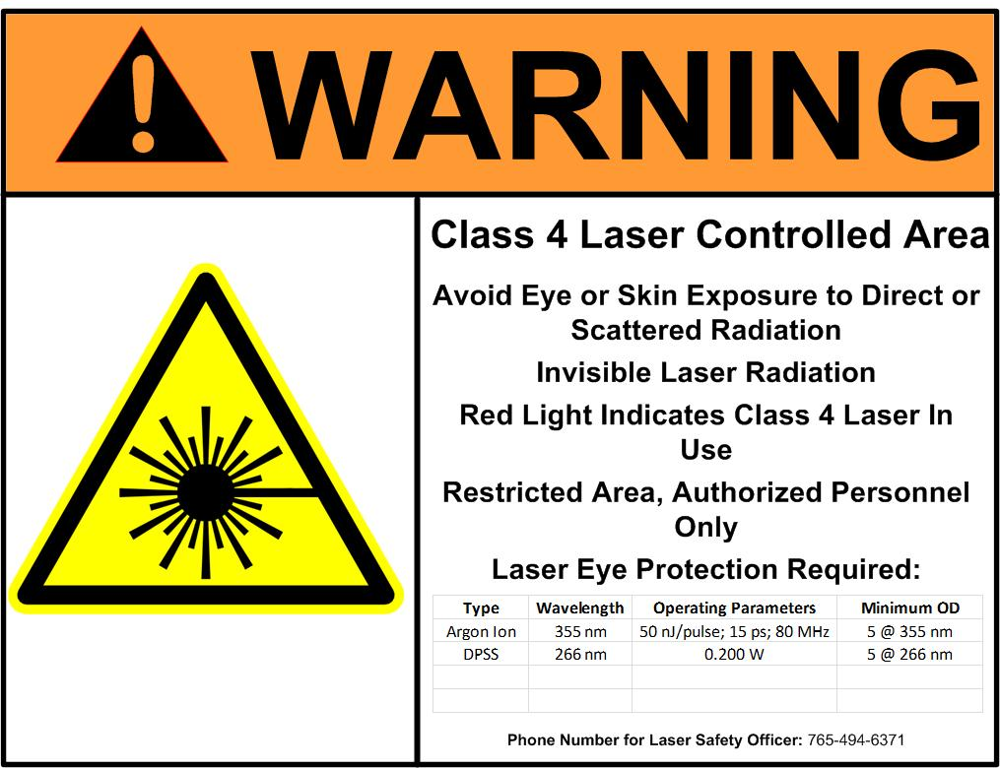 WARNING
Class 4 Laser Controlled Area
Avoid Eye or Skin Exposure to Direct or
Scattered Radiation
Invisible Laser Radiation
Red Light Indicates Class 4 Laser In
Use
Restricted Area, Authorized Personnel
Only
Laser Eye Protection Required:
Type Wavelength Operating Parameters Minimum OD
Argon Ion 355 nm 50 nJ/pulse; 15 ps; 80 MHz 5 @ 355 nm
DPSS 266 nm 0.200 W 5 @ 266 nm
Phone Number for Laser Safety Officer: 765-494-6371